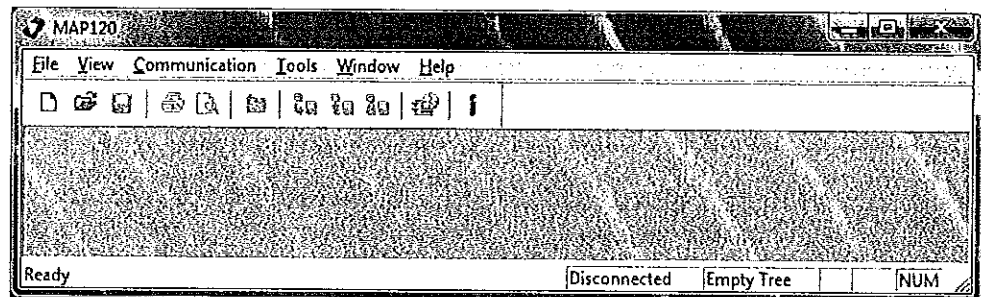 MAP120
File View Communication Tools Window Help
Ready Disconnected Empty Tree NUM